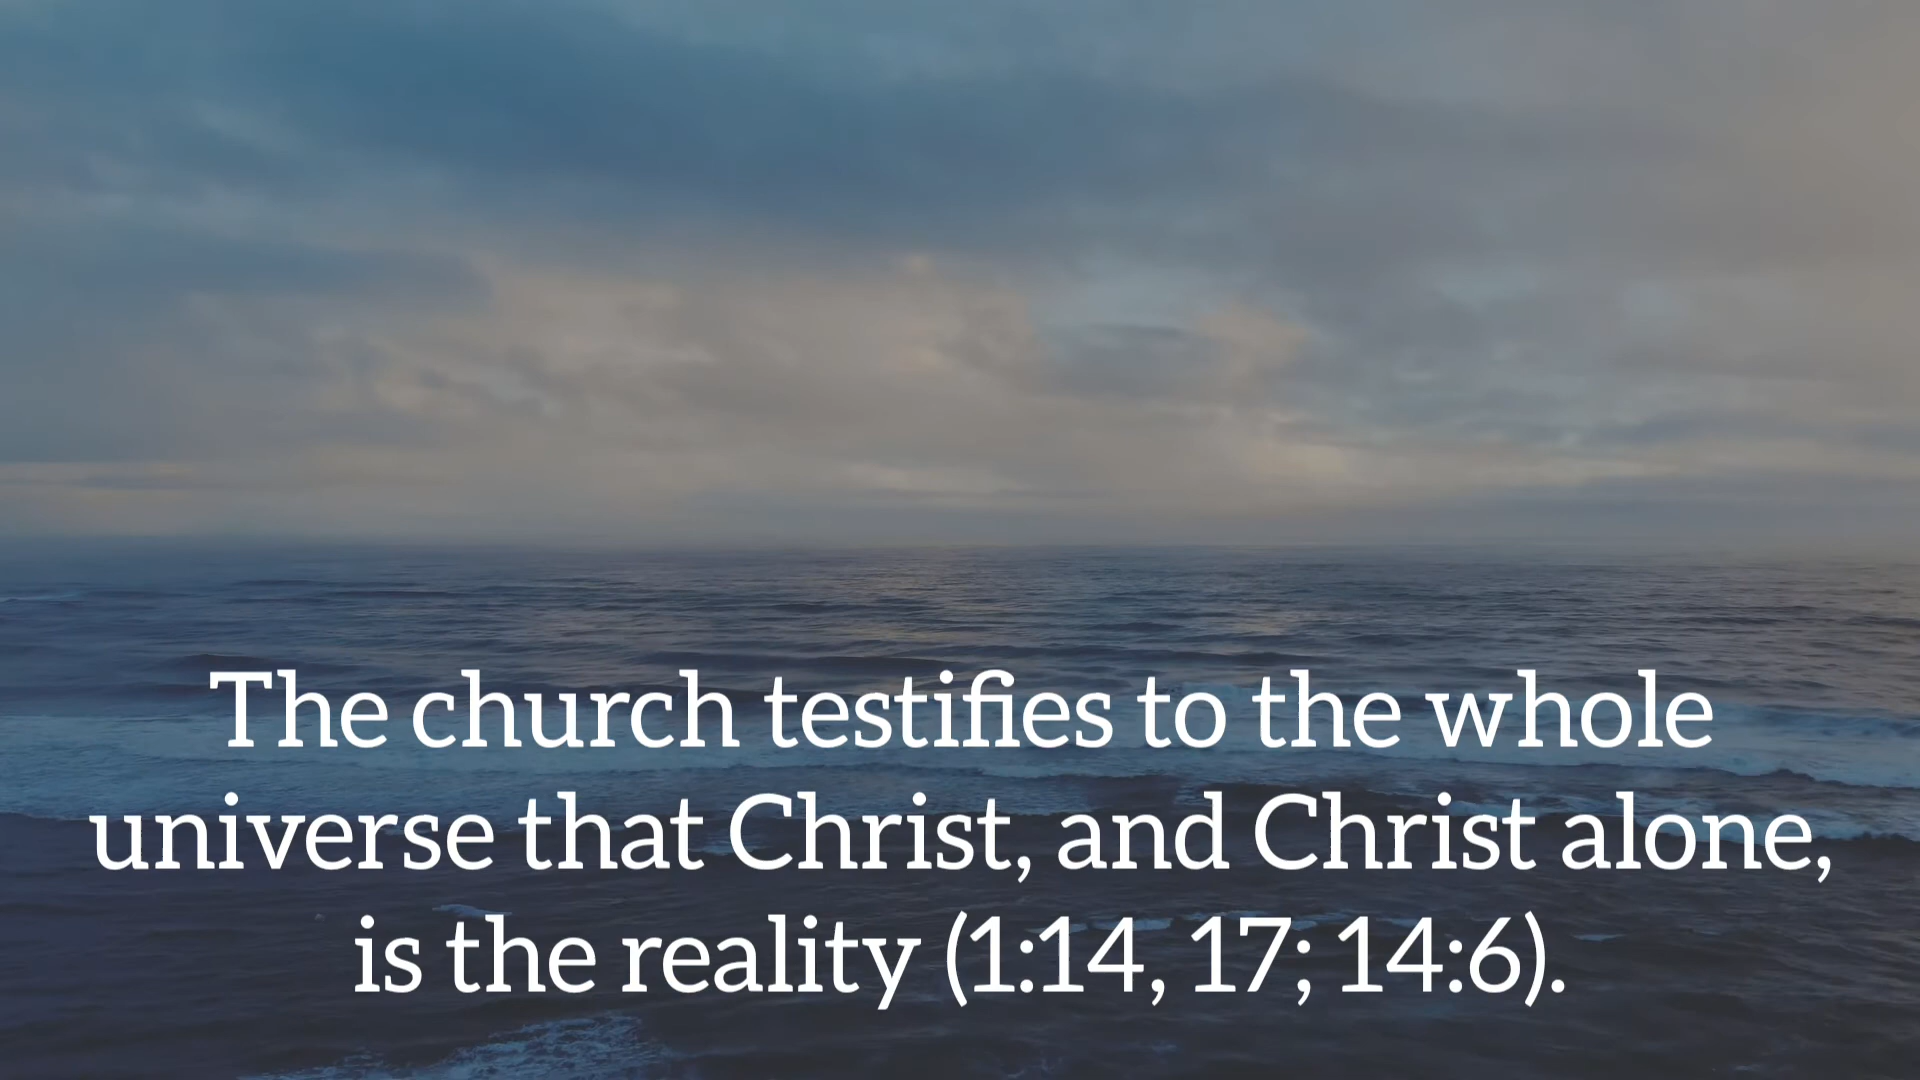 The church testifies to the whole
universe that Christ, and Christ alone,
is the reality (1:14, 17; 14:6).